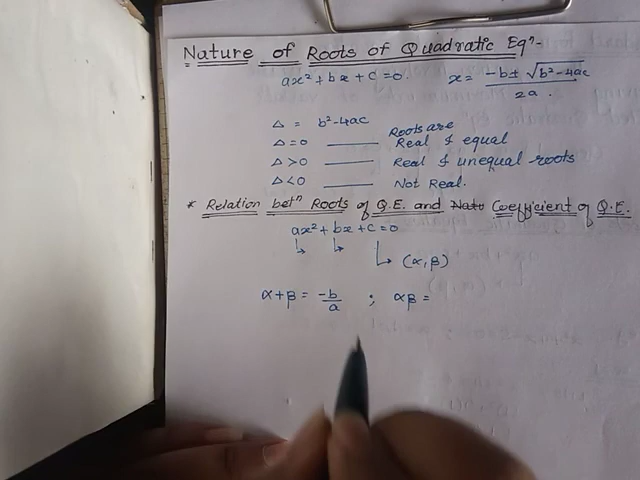 Nature of Roots of Quadratic Eqⁿ-
ax² + bx + c = 0. x = -b ± √b² - 4ac / 2a.
Δ = b² - 4ac
Roots are
Δ = 0 —— Real & equal
Δ > 0 —— Real & unequal roots
Δ < 0 —— Not Real.
* Relation betⁿ Roots of Q.E. and Natu Coefficient of Q.E.
ax² + bx + c = 0
↳ ↳ ↳ (α, β)
α + β = -b/a ; αβ =